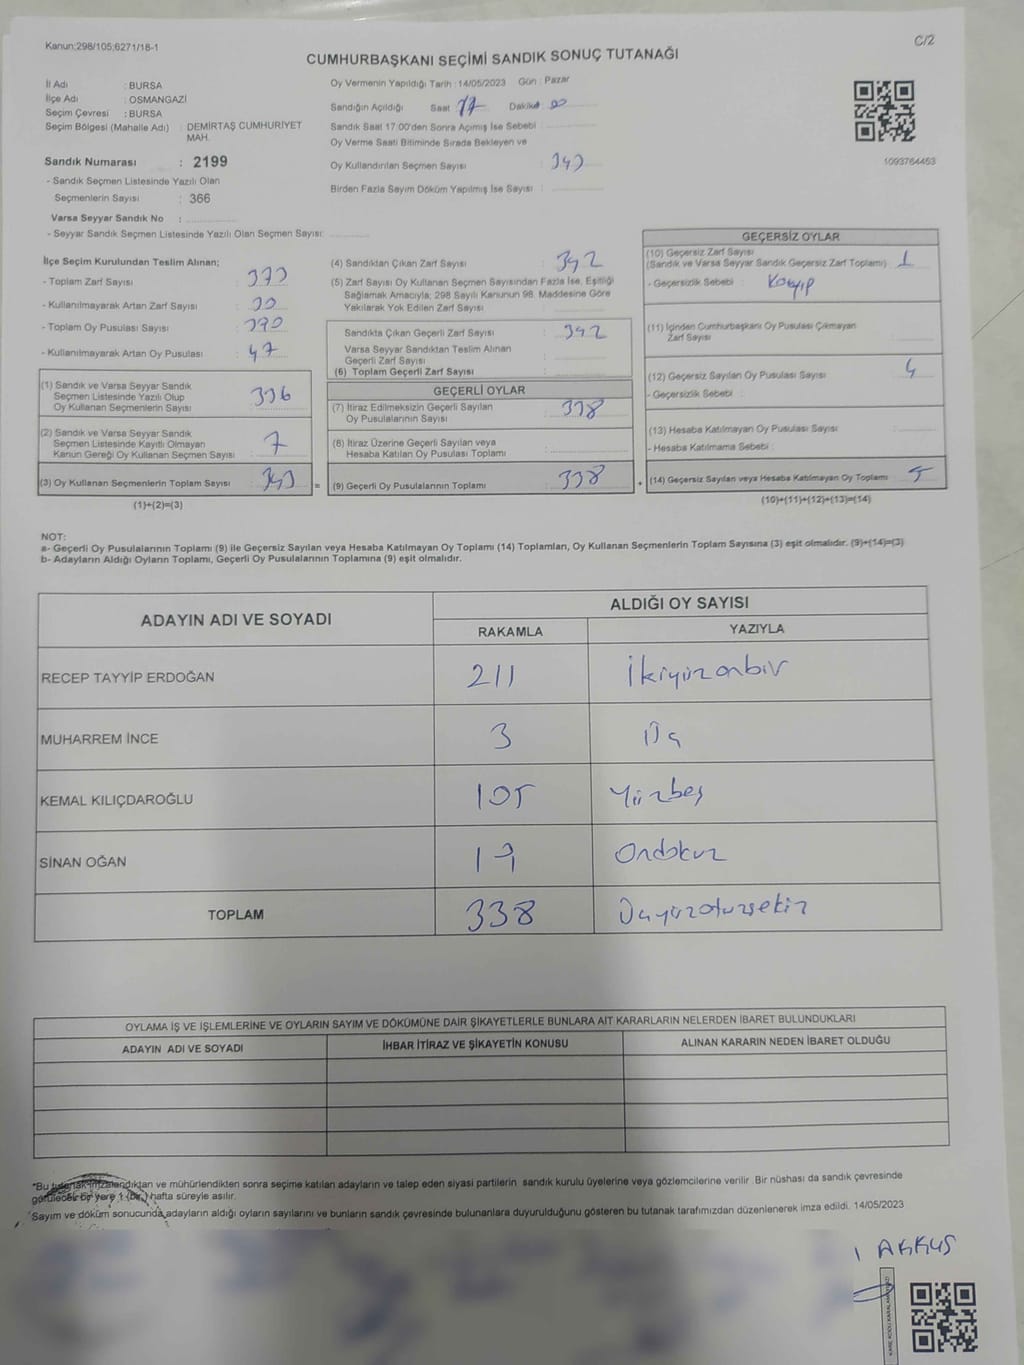 Kanun:298/105;6271/18-1
C/2
CUMHURBAŞKANI SEÇİMİ SANDIK SONUÇ TUTANAĞI
İl Adı : BURSA
İlçe Adı : OSMANGAZİ
Seçim Çevresi : BURSA
Seçim Bölgesi (Mahalle Adı) : DEMİRTAŞ CUMHURİYET
MAH.
Sandık Numarası : 2199
- Sandık Seçmen Listesinde Yazılı Olan
Seçmenlerin Sayısı : 366
Varsa Seyyar Sandık No :
- Seyyar Sandık Seçmen Listesinde Yazılı Olan Seçmen Sayısı:
Oy Vermenin Yapıldığı Tarih : 14/05/2023 Gün : Pazar
Sandığın Açıldığı Saat 17 Dakika 00
Sandık Saat 17:00'den Sonra Açımış İse Sebebi :
Oy Verme Saati Bitiminde Sırada Bekleyen ve
Oy Kullandırılan Seçmen Sayısı : 343
Birden Fazla Sayım Döküm Yapılmış İse Sayısı :
1093764453
İlçe Seçim Kurulundan Teslim Alınan;
- Toplam Zarf Sayısı : 373
- Kullanılmayarak Artan Zarf Sayısı : 30
- Toplam Oy Pusulası Sayısı : 390
- Kullanılmayarak Artan Oy Pusulası : 47
(1) Sandık ve Varsa Seyyar Sandık
Seçmen Listesinde Yazılı Olup
Oy Kullanan Seçmenlerin Sayısı : 336
(2) Sandık ve Varsa Seyyar Sandık
Seçmen Listesinde Kayıtlı Olmayan
Kanun Gereği Oy Kullanan Seçmen Sayısı : 7
(3) Oy Kullanan Seçmenlerin Toplam Sayısı : 343
(1)+(2)=(3)
(4) Sandıktan Çıkan Zarf Sayısı : 342
(5) Zarf Sayısı Oy Kullanan Seçmen Sayısından Fazla İse, Eşitliği
Sağlamak Amacıyla; 298 Sayılı Kanunun 98. Maddesine Göre
Yakılarak Yok Edilen Zarf Sayısı :
Sandıkta Çıkan Geçerli Zarf Sayısı : 342
Varsa Seyyar Sandıktan Teslim Alınan
Geçerli Zarf Sayısı :
(6) Toplam Geçerli Zarf Sayısı :
GEÇERLİ OYLAR
(7) İtiraz Edilmeksizin Geçerli Sayılan
Oy Pusulalarının Sayısı : 338
(8) İtiraz Üzerine Geçerli Sayılan veya
Hesaba Katılan Oy Pusulası Toplamı :
= (9) Geçerli Oy Pusulalarının Toplamı : 338
GEÇERSİZ OYLAR
(10) Geçersiz Zarf Sayısı
(Sandık ve Varsa Seyyar Sandık Geçersiz Zarf Toplamı) : 1
- Geçersizlik Sebebi : Kayıp
(11) İçinden Cumhurbaşkanı Oy Pusulası Çıkmayan
Zarf Sayısı :
(12) Geçersiz Sayılan Oy Pusulası Sayısı : 4
- Geçersizlik Sebebi :
(13) Hesaba Katılmayan Oy Pusulası Sayısı :
- Hesaba Katılmama Sebebi :
+ (14) Geçersiz Sayılan veya Hesaba Katılmayan Oy Toplamı : 5
(10)+(11)+(12)+(13)=(14)
NOT:
a- Geçerli Oy Pusulalarının Toplamı (9) ile Geçersiz Sayılan veya Hesaba Katılmayan Oy Toplamı (14) Toplamları, Oy Kullanan Seçmenlerin Toplam Sayısına (3) eşit olmalıdır. (9)+(14)=(3)
b- Adayların Aldığı Oyların Toplamı, Geçerli Oy Pusulalarının Toplamına (9) eşit olmalıdır.
ADAYIN ADI VE SOYADI ALDIĞI OY SAYISI
RAKAMLA YAZIYLA
RECEP TAYYİP ERDOĞAN 211 İkiyüzonbir
MUHARREM İNCE 3 Üç
KEMAL KILIÇDAROĞLU 105 Yüzbeş
SİNAN OĞAN 19 Ondokuz
TOPLAM 338 Üçyüzotuzsekiz
OYLAMA İŞ VE İŞLEMLERİNE VE OYLARIN SAYIM VE DÖKÜMÜNE DAİR ŞİKAYETLERLE BUNLARA AİT KARARLARIN NELERDEN İBARET BULUNDUKLARI
ADAYIN ADI VE SOYADI İHBAR İTİRAZ VE ŞİKAYETİN KONUSU ALINAN KARARIN NEDEN İBARET OLDUĞU
*Bu tutanak imzalandıktan ve mühürlendikten sonra seçime katılan adayların ve talep eden siyasi partilerin sandık kurulu üyelerine veya gözlemcilerine verilir. Bir nüshası da sandık çevresinde
görülecek bir yere 1 (bir) hafta süreyle asılır.
*Sayım ve döküm sonucunda adayların aldığı oyların sayılarını ve bunların sandık çevresinde bulunanlara duyurulduğunu gösteren bu tutanak tarafımızdan düzenlenerek imza edildi. 14/05/2023
AKKUŞ